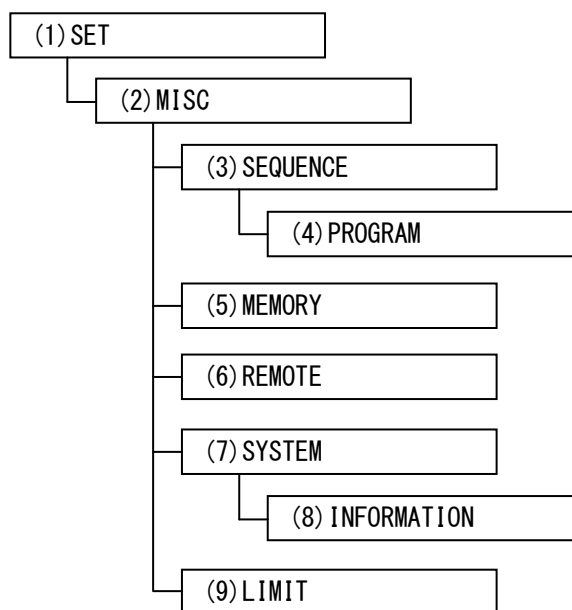 (1)SET
(2)MISC
(3)SEQUENCE
(4)PROGRAM
(5)MEMORY
(6)REMOTE
(7)SYSTEM
(8)INFORMATION
(9)LIMIT